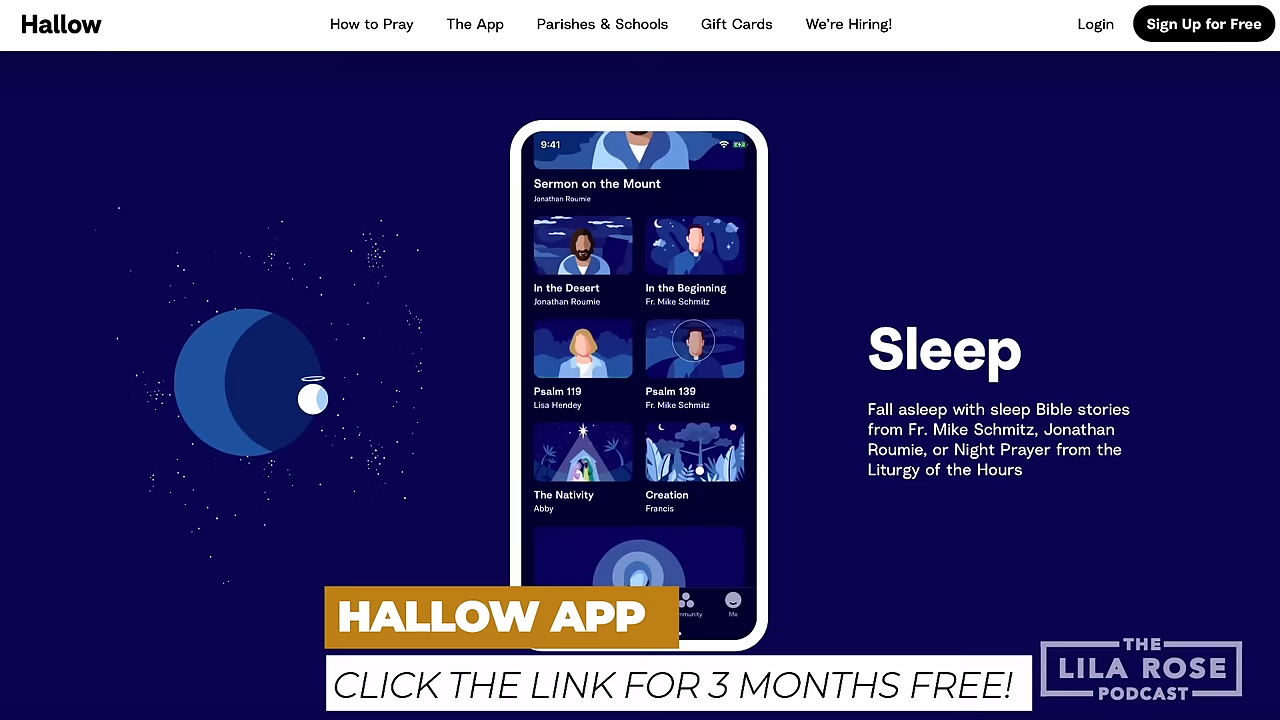 Hallow
How to Pray
The App
Parishes & Schools
Gift Cards
We're Hiring!
Login
Sign Up for Free
9:41
Sermon on the Mount
Jonathan Roumie
In the Desert
Jonathan Roumie
In the Beginning
Fr. Mike Schmitz
Psalm 119
Lisa Hendey
Psalm 139
Fr. Mike Schmitz
The Nativity
Abby
Creation
Francis
Me
Sleep
Fall asleep with sleep Bible stories
from Fr. Mike Schmitz, Jonathan
Roumie, or Night Prayer from the
Liturgy of the Hours
HALLOW APP
CLICK THE LINK FOR 3 MONTHS FREE!
THE
LILA ROSE
PODCAST